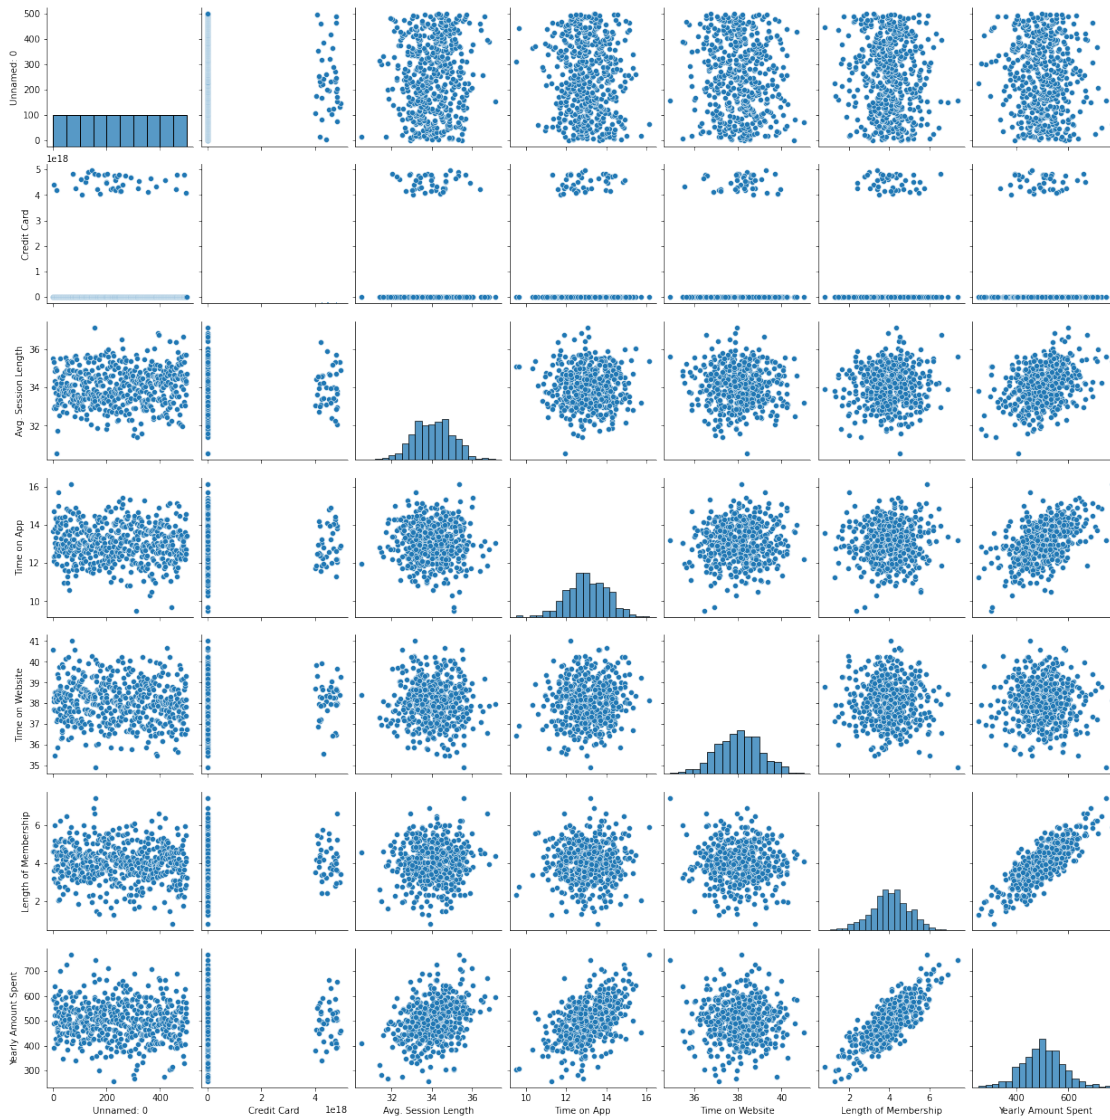 500
400
300
200
100
0
Unnamed: 0
1e18
5
4
3
2
1
0
Credit Card
36
34
32
Avg. Session Length
16
14
12
10
Time on App
41
40
39
38
37
36
35
Time on Website
6
4
2
Length of Membership
700
600
500
400
300
Yearly Amount Spent
0 200 400
0 2 4
1e18
32 34 36
10 12 14 16
36 38 40
2 4 6
400 600
Unnamed: 0 Credit Card Avg. Session Length Time on App Time on Website Length of Membership Yearly Amount Spent